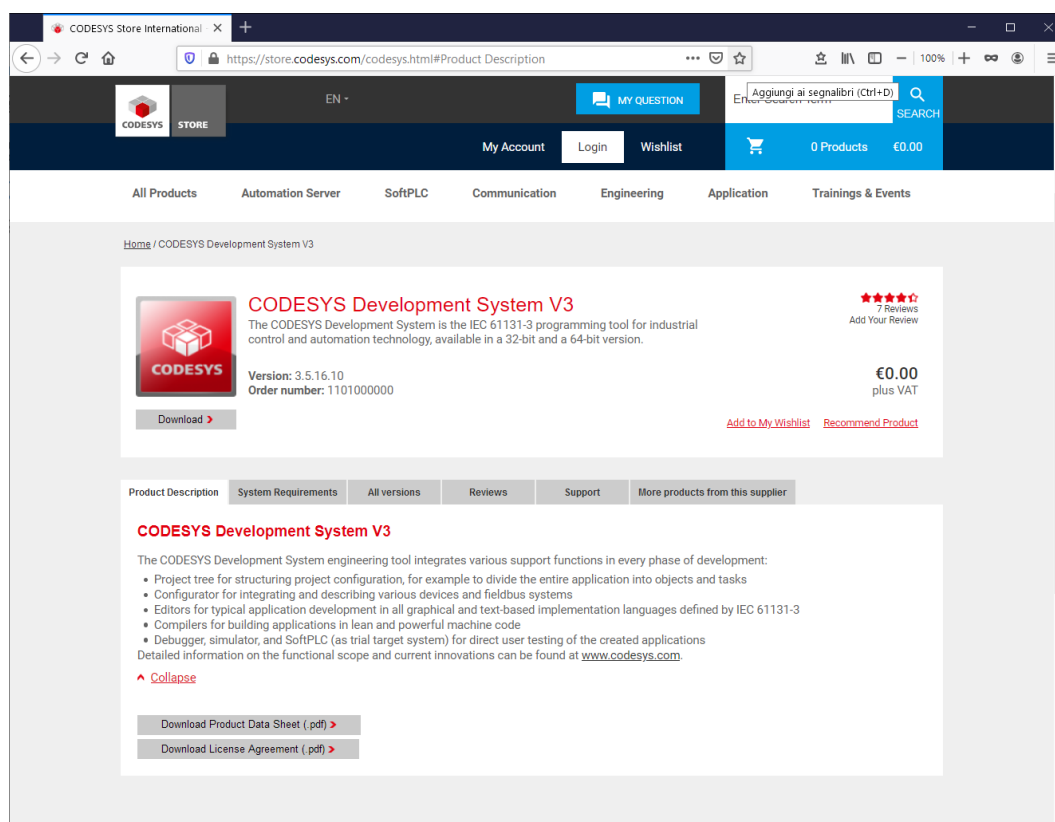 CODESYS Store International
https://store.codesys.com/codesys.html#Product Description
100%
CODESYS
STORE
EN
MY QUESTION
Aggiungi ai segnalibri (Ctrl+D)
SEARCH
My Account
Login
Wishlist
0 Products
€0.00
All Products
Automation Server
SoftPLC
Communication
Engineering
Application
Trainings & Events
Home / CODESYS Development System V3
CODESYS
CODESYS Development System V3
The CODESYS Development System is the IEC 61131-3 programming tool for industrial
control and automation technology, available in a 32-bit and a 64-bit version.
Version: 3.5.16.10
Order number: 1101000000
7 Reviews
Add Your Review
€0.00
plus VAT
Download
Add to My Wishlist
Recommend Product
Product Description
System Requirements
All versions
Reviews
Support
More products from this supplier
CODESYS Development System V3
The CODESYS Development System engineering tool integrates various support functions in every phase of development:
• Project tree for structuring project configuration, for example to divide the entire application into objects and tasks
• Configurator for integrating and describing various devices and fieldbus systems
• Editors for typical application development in all graphical and text-based implementation languages defined by IEC 61131-3
• Compilers for building applications in lean and powerful machine code
• Debugger, simulator, and SoftPLC (as trial target system) for direct user testing of the created applications
Detailed information on the functional scope and current innovations can be found at www.codesys.com.
Collapse
Download Product Data Sheet (.pdf)
Download License Agreement (.pdf)